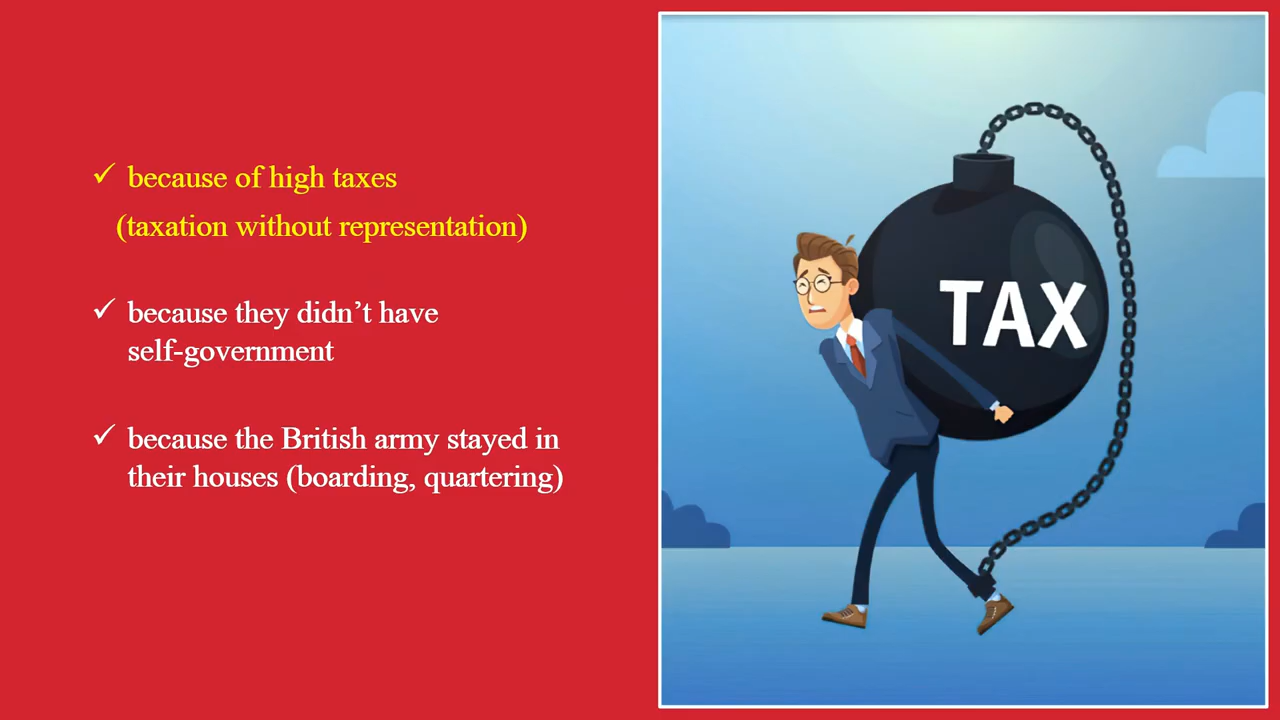 ✓ because of high taxes
(taxation without representation)
✓ because they didn’t have
self-government
✓ because the British army stayed in
their houses (boarding, quartering)
TAX